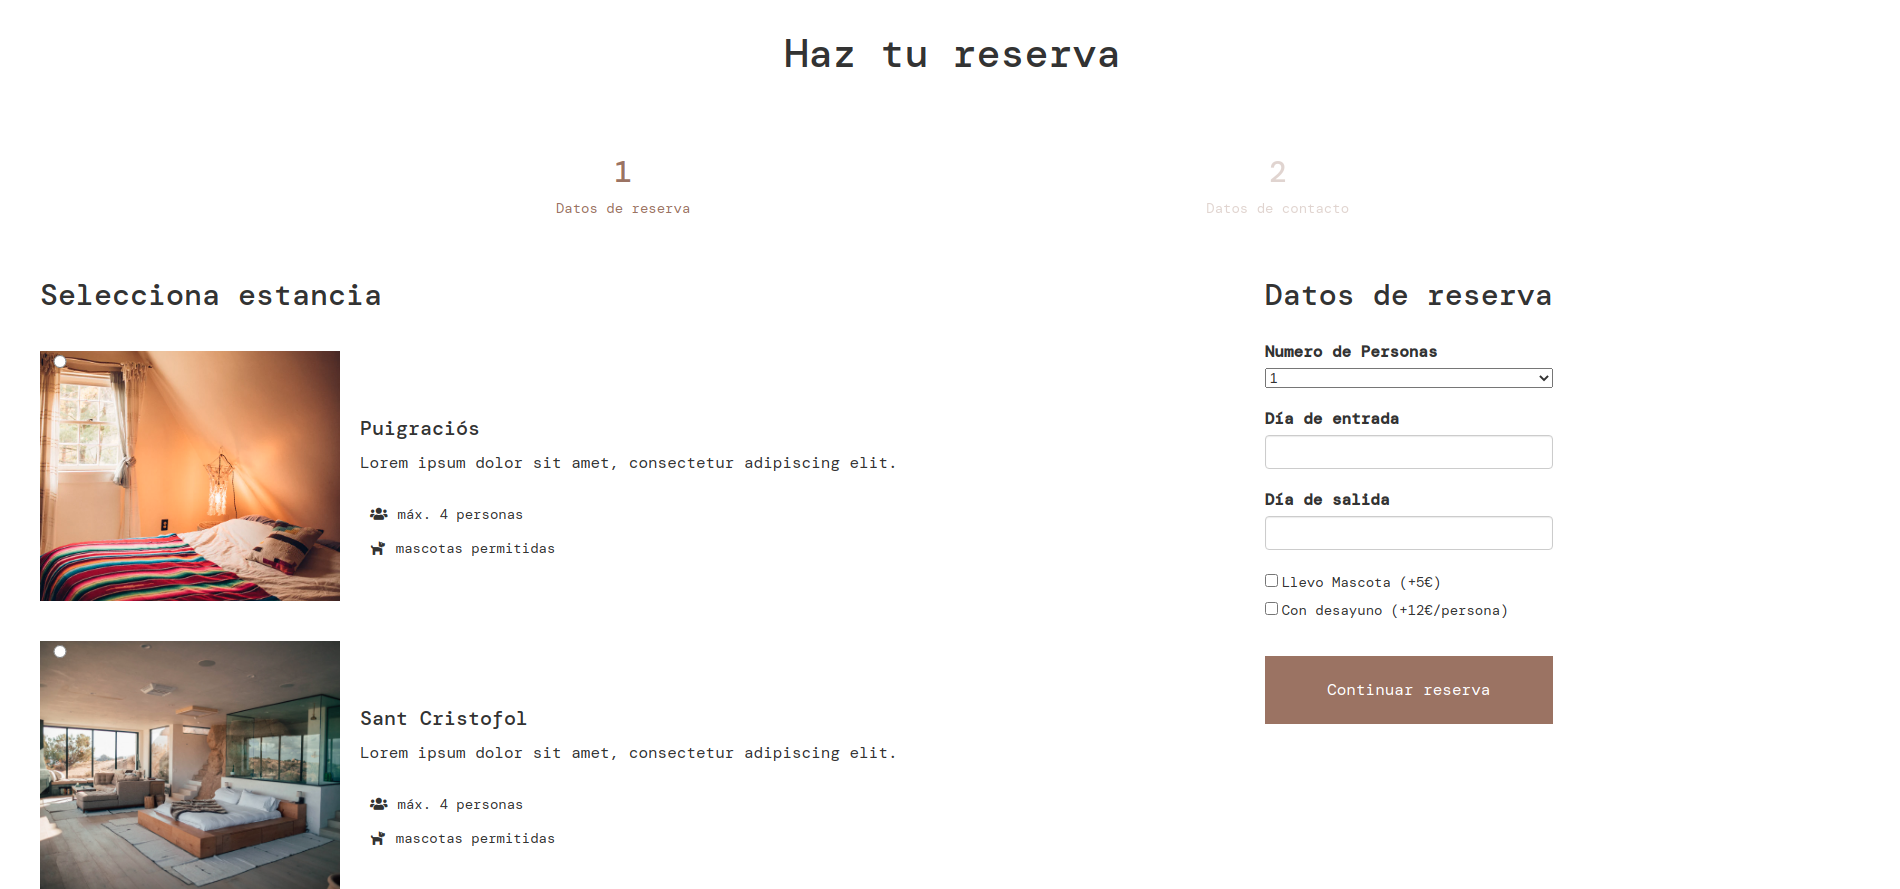 Haz tu reserva
1
Datos de reserva
2
Datos de contacto
Selecciona estancia
Puigraciós
Lorem ipsum dolor sit amet, consectetur adipiscing elit.
máx. 4 personas
mascotas permitidas
Sant Cristofol
Lorem ipsum dolor sit amet, consectetur adipiscing elit.
máx. 4 personas
mascotas permitidas
Datos de reserva
Numero de Personas
1
Día de entrada
Día de salida
Llevo Mascota (+5€)
Con desayuno (+12€/persona)
Continuar reserva